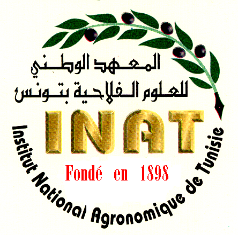 المعهد الوطني
للعلوم الفلاحية بتونس
INAT
Fondé en 1898
Institut National Agronomique de Tunisie